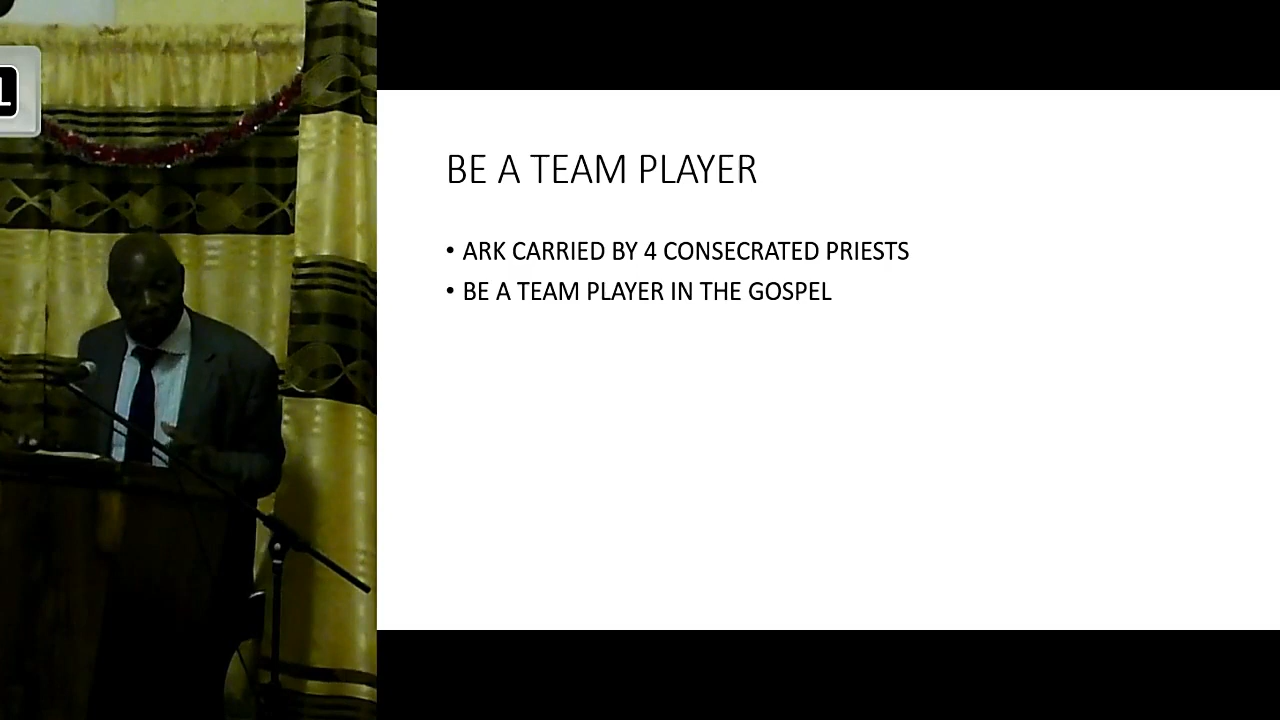 BE A TEAM PLAYER
• ARK CARRIED BY 4 CONSECRATED PRIESTS
• BE A TEAM PLAYER IN THE GOSPEL